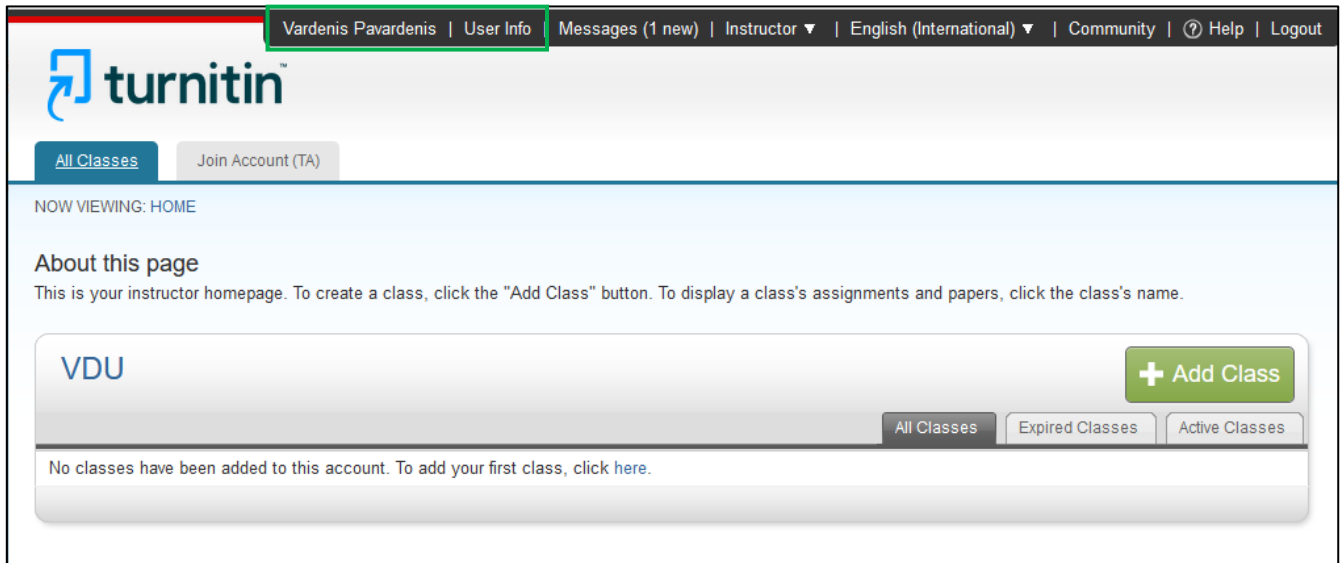 Vardenis Pavardenis | User Info | Messages (1 new) | Instructor ▼ | English (International) ▼ | Community | ? Help | Logout
turnitin™
All Classes Join Account (TA)
NOW VIEWING: HOME
About this page
This is your instructor homepage. To create a class, click the "Add Class" button. To display a class's assignments and papers, click the class's name.
VDU + Add Class
All Classes Expired Classes Active Classes
No classes have been added to this account. To add your first class, click here.